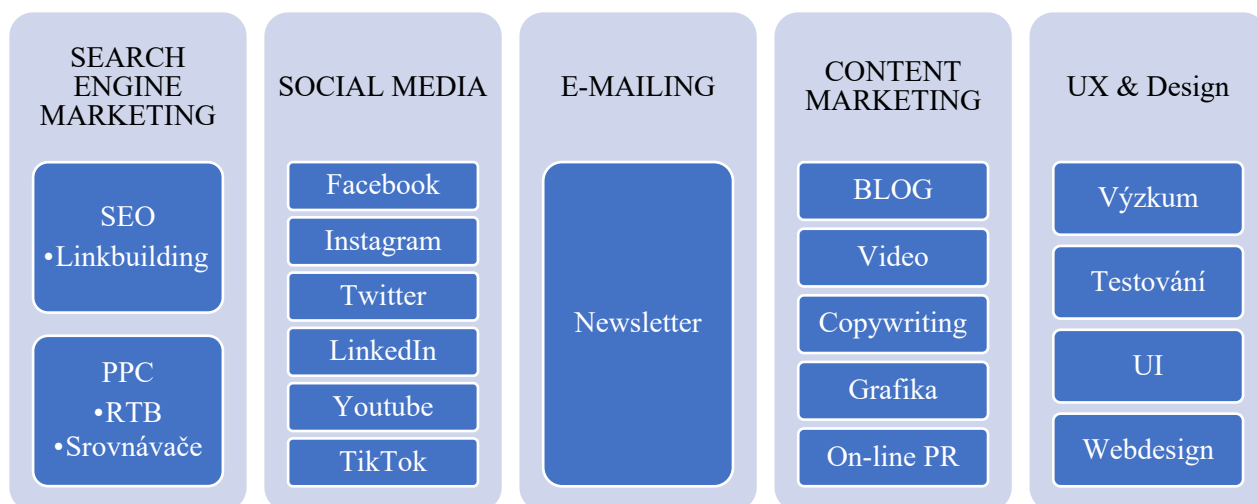 SEARCH
ENGINE
MARKETING
SEO
•Linkbuilding
PPC
•RTB
•Srovnávače
SOCIAL MEDIA
Facebook
Instagram
Twitter
LinkedIn
Youtube
TikTok
E-MAILING
Newsletter
CONTENT
MARKETING
BLOG
Video
Copywriting
Grafika
On-line PR
UX & Design
Výzkum
Testování
UI
Webdesign